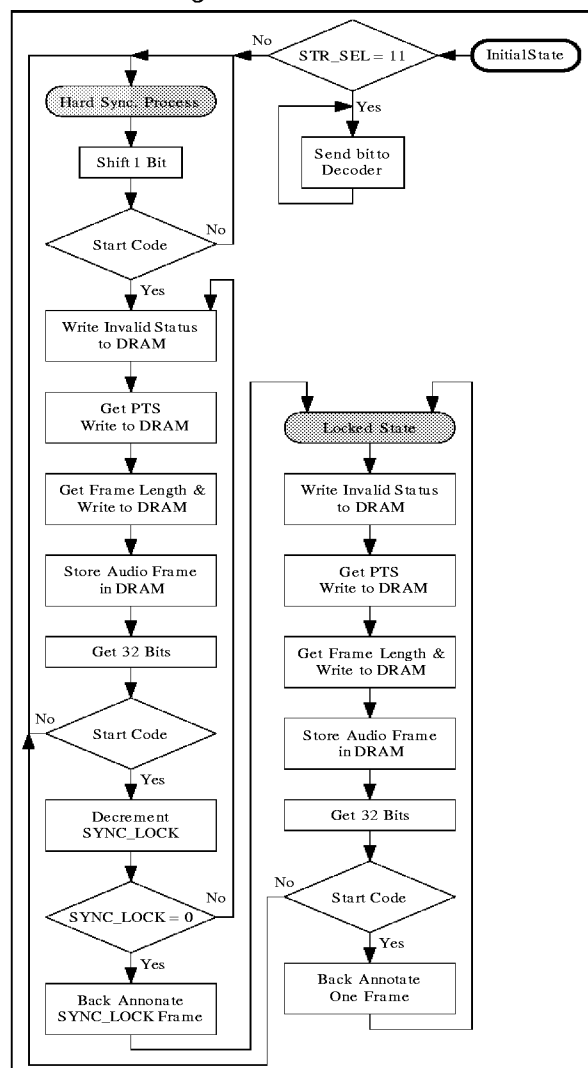 No
STR_SEL = 11
InitialState
Hard Sync. Process
Yes
Shift 1 Bit
Send bit to
Decoder
Start Code
No
Yes
Write Invalid Status
to DRAM
Get PTS
Write to DRAM
Get Frame Length &
Write to DRAM
Store Audio Frame
in DRAM
Get 32 Bits
No
Start Code
Yes
Decrement
SYNC_LOCK
No
SYNC_LOCK = 0
Yes
Back Annonate
SYNC_LOCK Frame
Locked State
Write Invalid Status
to DRAM
Get PTS
Write to DRAM
Get Frame Length &
Write to DRAM
Store Audio Frame
in DRAM
Get 32 Bits
No
Start Code
Yes
Back Annotate
One Frame